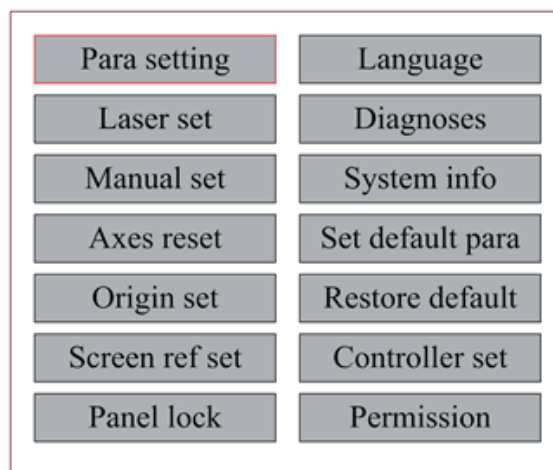 Para setting
Language
Laser set
Diagnoses
Manual set
System info
Axes reset
Set default para
Origin set
Restore default
Screen ref set
Controller set
Panel lock
Permission